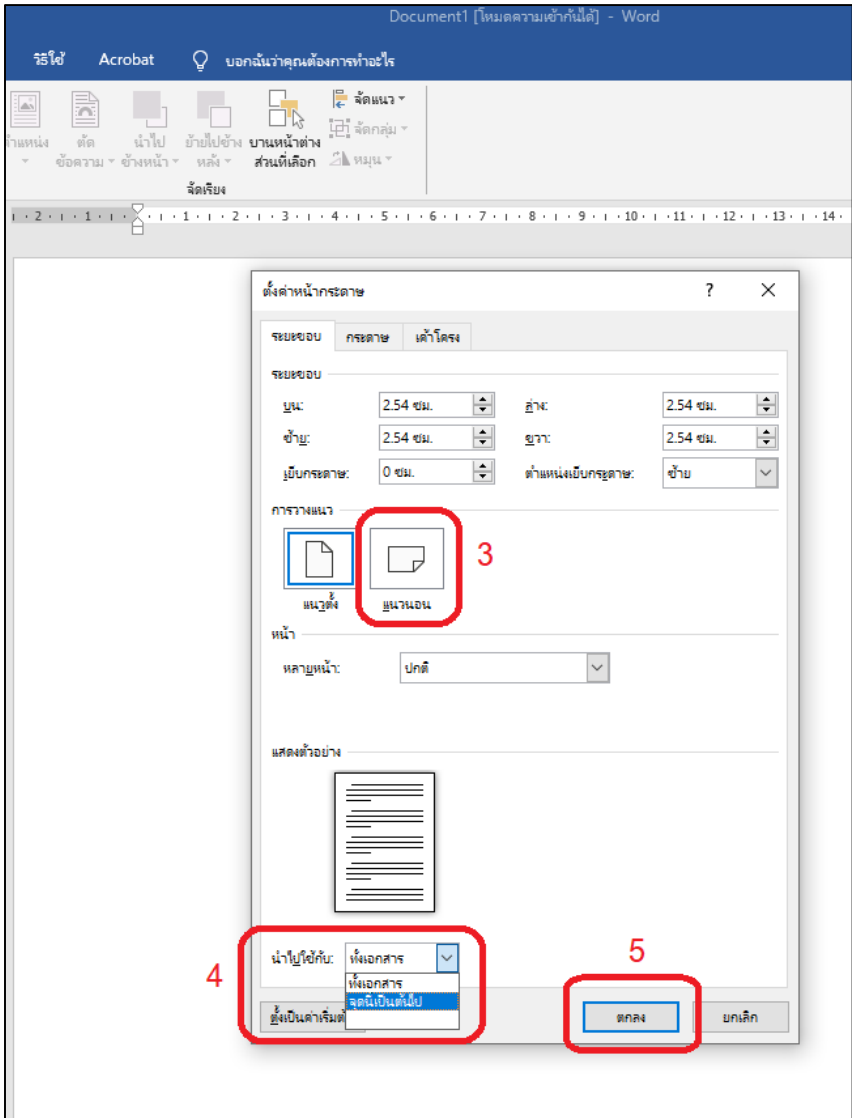 Document1 [โหมดความเข้ากันได้] - Word
วิธีใช้ Acrobat บอกฉันว่าคุณต้องการทำอะไร
จัดแนว
ตัด นำไป ย้ายไปข้าง บานหน้าต่าง จัดกลุ่ม
ข้อความ ข้างหน้า หลัง ส่วนที่เลือก หมุน
จัดเรียง
2 1 1 2 3 4 5 6 7 8 9 10 11 12 13 14
ตั้งค่าหน้ากระดาษ ?
ระยะขอบ กระดาษ เค้าโครง
ระยะขอบ
บน: 2.54 ซม. ล่าง: 2.54 ซม.
ซ้าย: 2.54 ซม. ขวา: 2.54 ซม.
เย็บกระดาษ: 0 ซม. ตำแหน่งเย็บกระดาษ: ซ้าย
การวางแนว
3
แนวตั้ง แนวนอน
หน้า
หลายหน้า: ปกติ
แสดงตัวอย่าง
4
นำไปใช้กับ: ทั้งเอกสาร
5
ทั้งเอกสาร
จุดนี้เป็นต้นไป
ตั้งเป็นค่าเริ่มต้ ตกลง ยกเลิก